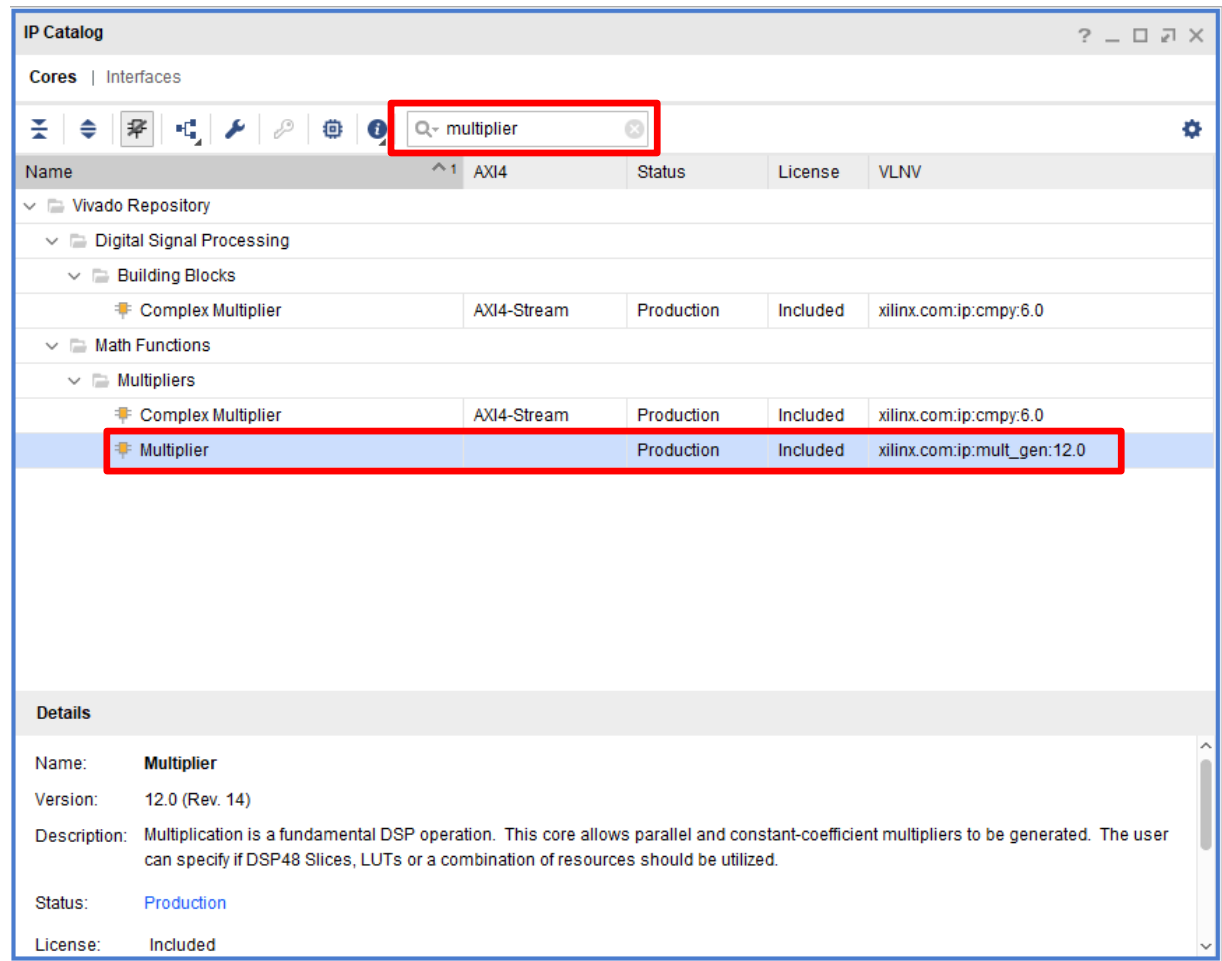 IP Catalog
Cores | Interfaces
multiplier
Name 1 AXI4 Status License VLNV
Vivado Repository
Digital Signal Processing
Building Blocks
Complex Multiplier AXI4-Stream Production Included xilinx.com:ip:cmpy:6.0
Math Functions
Multipliers
Complex Multiplier AXI4-Stream Production Included xilinx.com:ip:cmpy:6.0
Multiplier Production Included xilinx.com:ip:mult_gen:12.0
Details
Name: Multiplier
Version: 12.0 (Rev. 14)
Description: Multiplication is a fundamental DSP operation. This core allows parallel and constant-coefficient multipliers to be generated. The user
can specify if DSP48 Slices, LUTs or a combination of resources should be utilized.
Status: Production
License: Included